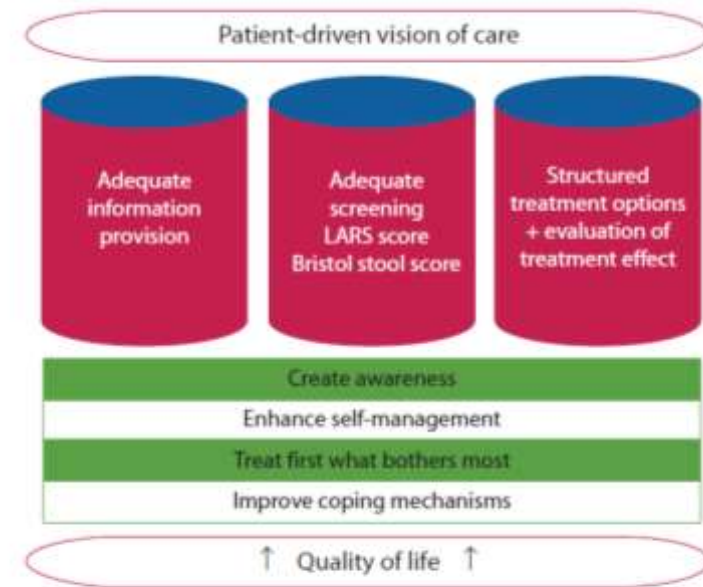 Patient-driven vision of care
Adequate
information
provision
Adequate
screening
LARS score
Bristol stool score
Structured
treatment options
+ evaluation of
treatment effect
Create awareness
Enhance self-management
Treat first what bothers most
Improve coping mechanisms
↑ Quality of life ↑